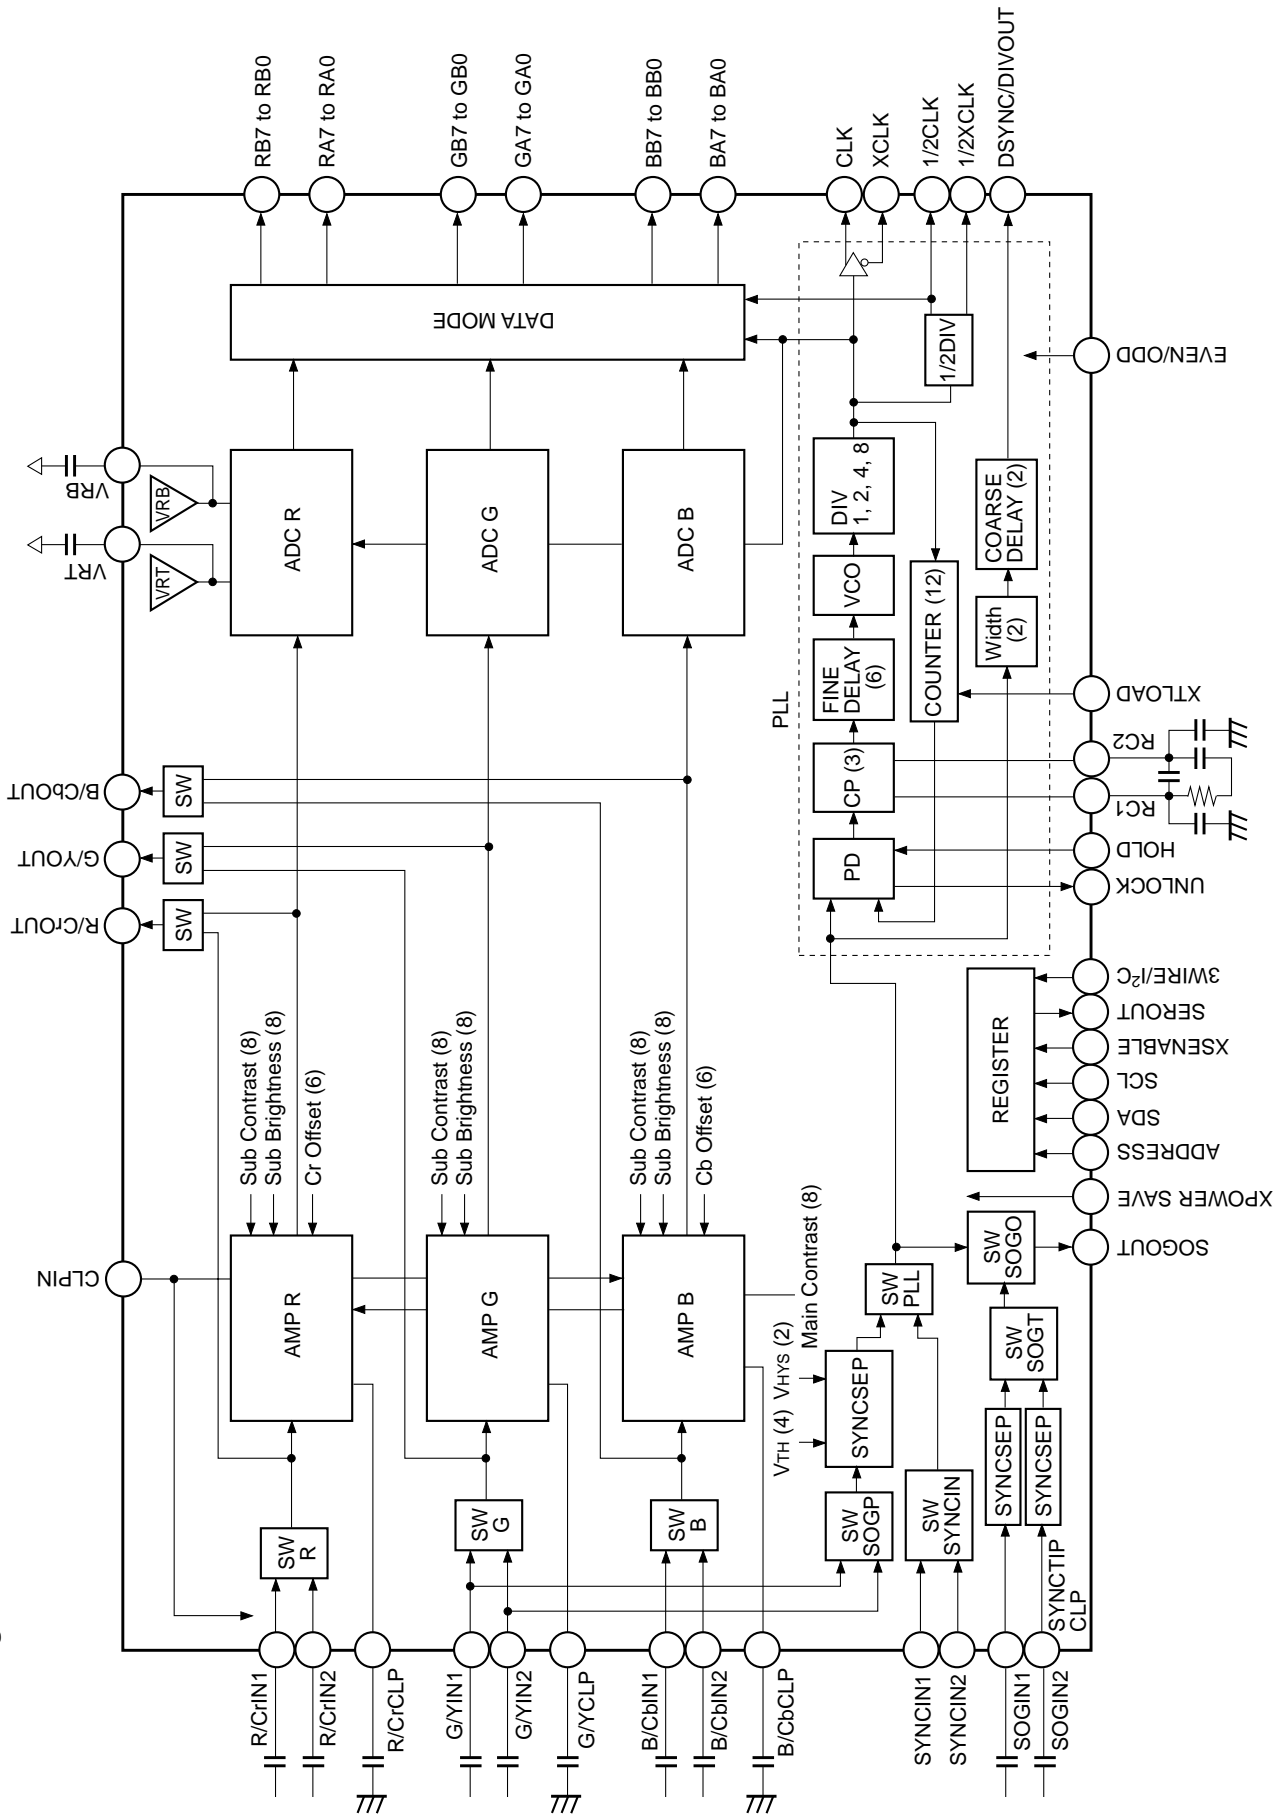 RB7 to RB0
RA7 to RA0
GB7 to GB0
GA7 to GA0
BB7 to BB0
BA7 to BA0
CLK
XCLK
1/2CLK
1/2XCLK
DSYNC/DIVOUT
DATA MODE
1/2DIV
EVEN/ODD
VRB
VRT
VRB
VRT
ADC R
ADC G
ADC B
DIV
1, 2, 4, 8
VCO
FINE
DELAY
(6)
CP (3)
PD
COUNTER (12)
COARSE
DELAY (2)
Width
(2)
PLL
XTLOAD
RC2
RC1
HOLD
UNLOCK
B/CbOUT
G/YOUT
R/CrOUT
SW
SW
SW
Sub Contrast (8)
Sub Brightness (8)
Cr Offset (6)
Sub Contrast (8)
Sub Brightness (8)
Sub Contrast (8)
Sub Brightness (8)
Cb Offset (6)
Main Contrast (8)
CLPIN
AMP R
AMP G
AMP B
REGISTER
3WIRE/I2C
SEROUT
XSENABLE
SCL
SDA
ADDRESS
XPOWER SAVE
SOGOUT
SW
SOGO
SW
PLL
SW
SOGT
VTH (4)
VHYS (2)
SYNCSEP
SYNCSEP
SYNCSEP
SW
R
SW
G
SW
B
SW
SOGP
SW
SYNCIN
SYNCTIP
CLP
R/CrIN1
R/CrIN2
R/CrCLP
G/YIN1
G/YIN2
G/YCLP
B/CbIN1
B/CbIN2
B/CbCLP
SYNCIN1
SYNCIN2
SOGIN1
SOGIN2